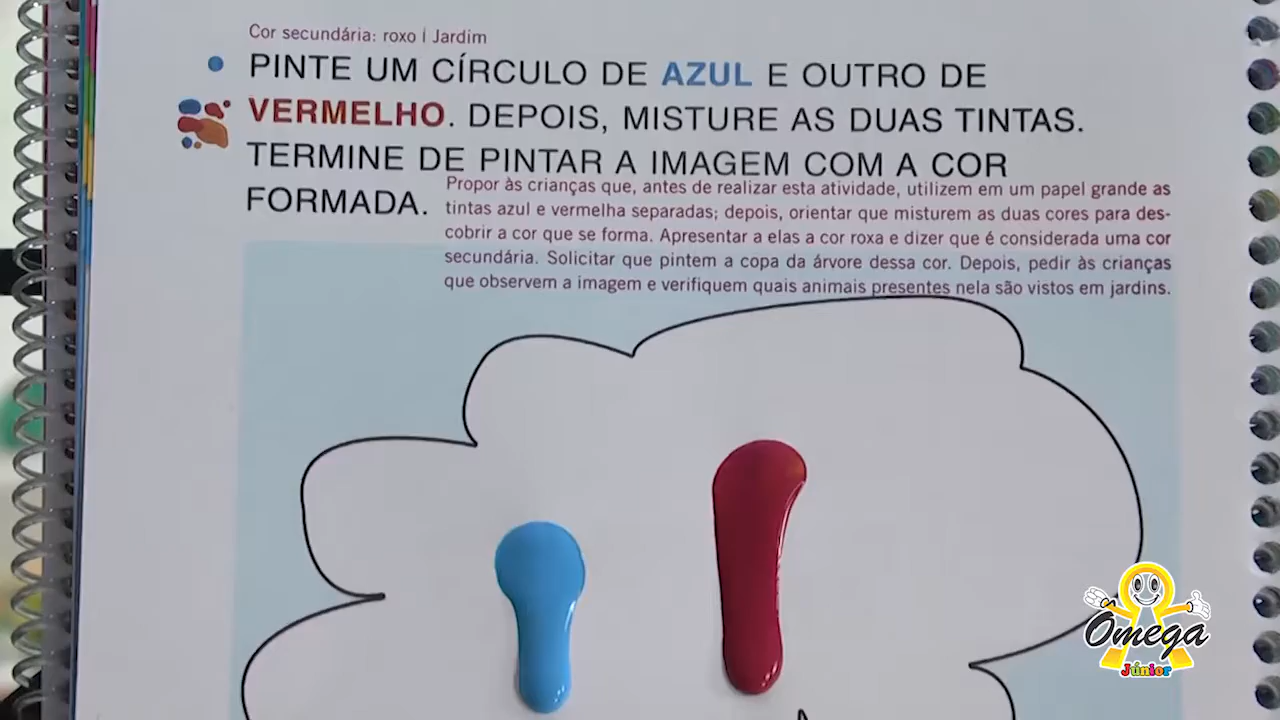 Cor secundária: roxo | Jardim
PINTE UM CÍRCULO DE AZUL E OUTRO DE
VERMELHO. DEPOIS, MISTURE AS DUAS TINTAS.
TERMINE DE PINTAR A IMAGEM COM A COR
FORMADA.
Propor às crianças que, antes de realizar esta atividade, utilizem em um papel grande as
tintas azul e vermelha separadas; depois, orientar que misturem as duas cores para des-
cobrir a cor que se forma. Apresentar a elas a cor roxa e dizer que é considerada uma cor
secundária. Solicitar que pintem a copa da árvore dessa cor. Depois, pedir às crianças
que observem a imagem e verifiquem quais animais presentes nela são vistos em jardins.
Omega
Júnior